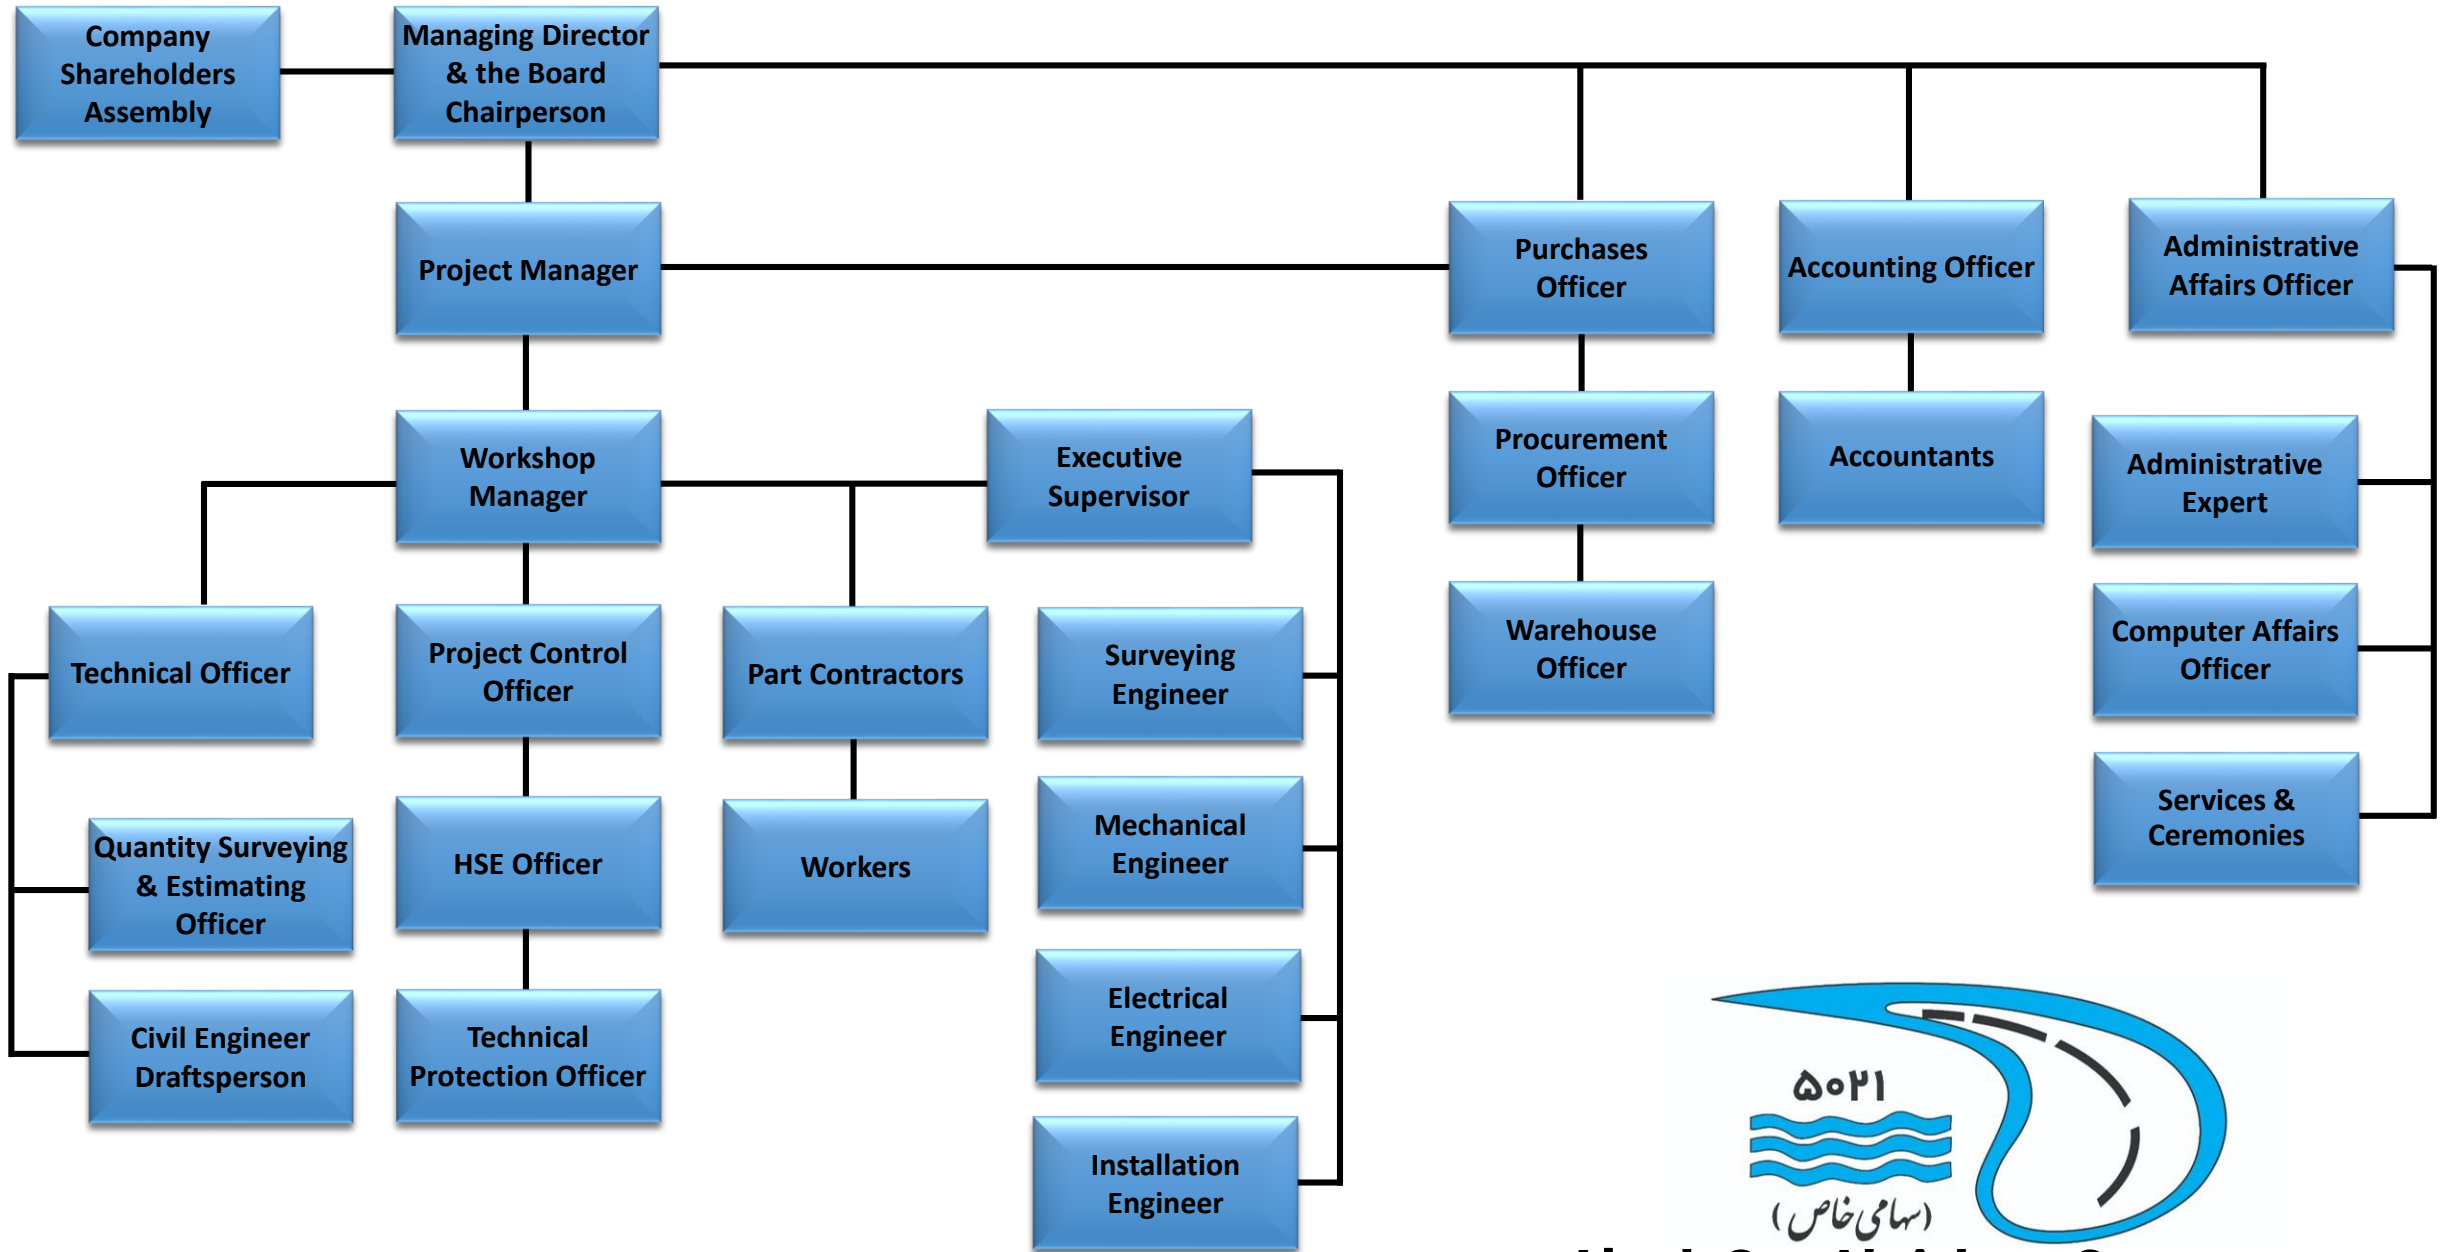 Company
Shareholders
Assembly
Managing Director
& the Board
Chairperson
Project Manager
Purchases
Officer
Accounting Officer
Administrative
Affairs Officer
Workshop
Manager
Executive
Supervisor
Procurement
Officer
Accountants
Administrative
Expert
Technical Officer
Project Control
Officer
Part Contractors
Surveying
Engineer
Warehouse
Officer
Computer Affairs
Officer
Quantity Surveying
& Estimating
Officer
HSE Officer
Workers
Mechanical
Engineer
Services &
Ceremonies
Civil Engineer
Draftsperson
Technical
Protection Officer
Electrical
Engineer
Installation
Engineer
۵۰۲۱
(سهامی خاص)